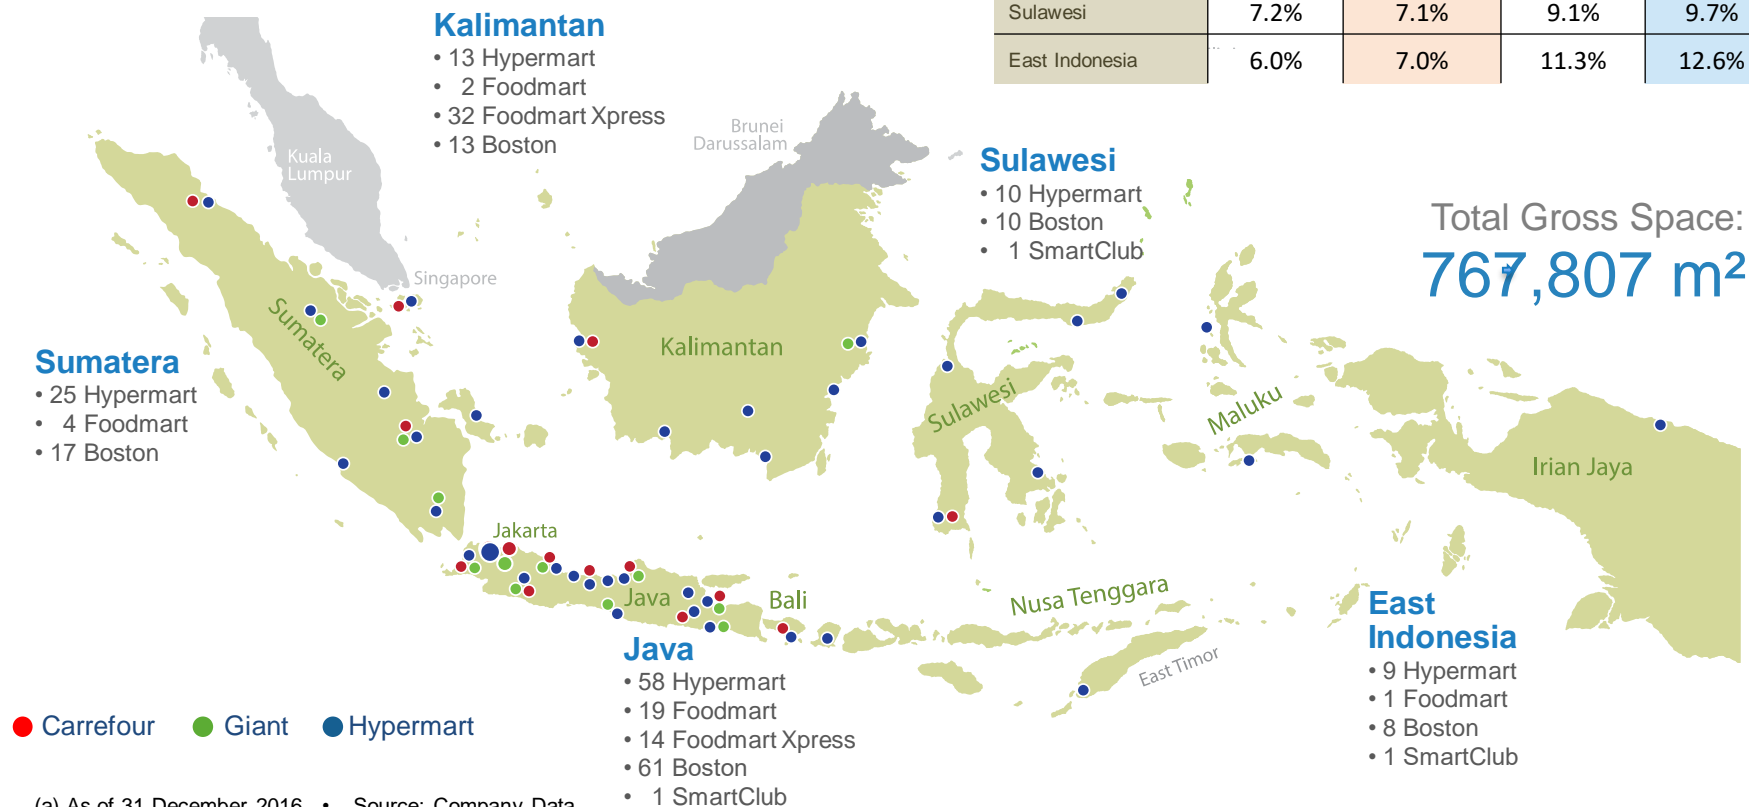 Kalimantan
• 13 Hypermart
• 2 Foodmart
• 32 Foodmart Xpress
• 13 Boston
Sulawesi 7.2% 7.1% 9.1% 9.7%
East Indonesia 6.0% 7.0% 11.3% 12.6%
Brunei
Darussalam
Kuala
Lumpur
Singapore
Sulawesi
• 10 Hypermart
• 10 Boston
• 1 SmartClub
Total Gross Space:
767,807 m²
Sumatera
Sumatera
• 25 Hypermart
• 4 Foodmart
• 17 Boston
Kalimantan
Sulawesi
Maluku
Irian Jaya
Jakarta
Java
Bali
Nusa Tenggara
East Timor
Java
• 58 Hypermart
• 19 Foodmart
• 14 Foodmart Xpress
• 61 Boston
• 1 SmartClub
East
Indonesia
• 9 Hypermart
• 1 Foodmart
• 8 Boston
• 1 SmartClub
Carrefour Giant Hypermart
(a) As of 31 December 2016 • Source: Company Data